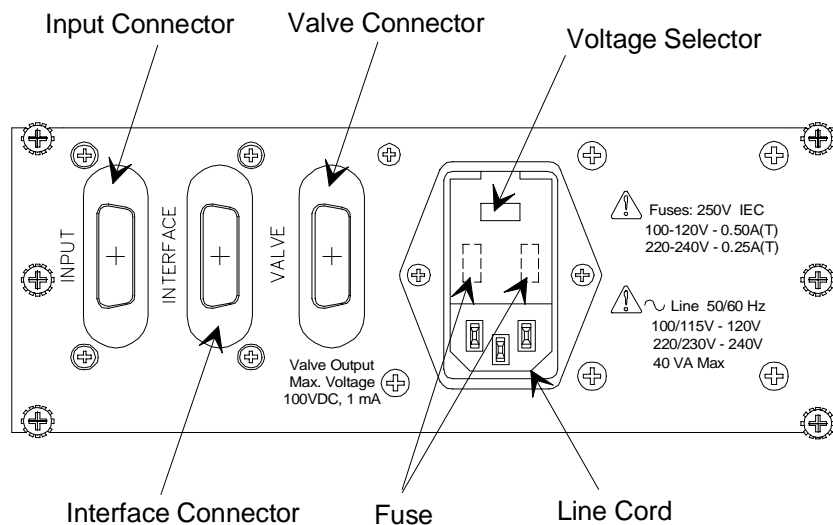 Input Connector
Valve Connector
Voltage Selector
INPUT
INTERFACE
VALVE
Fuses: 250V IEC
100-120V - 0.50A(T)
220-240V - 0.25A(T)
Line 50/60 Hz
100/115V - 120V
220/230V - 240V
40 VA Max
Valve Output
Max. Voltage
100VDC, 1 mA
Interface Connector
Fuse
Line Cord